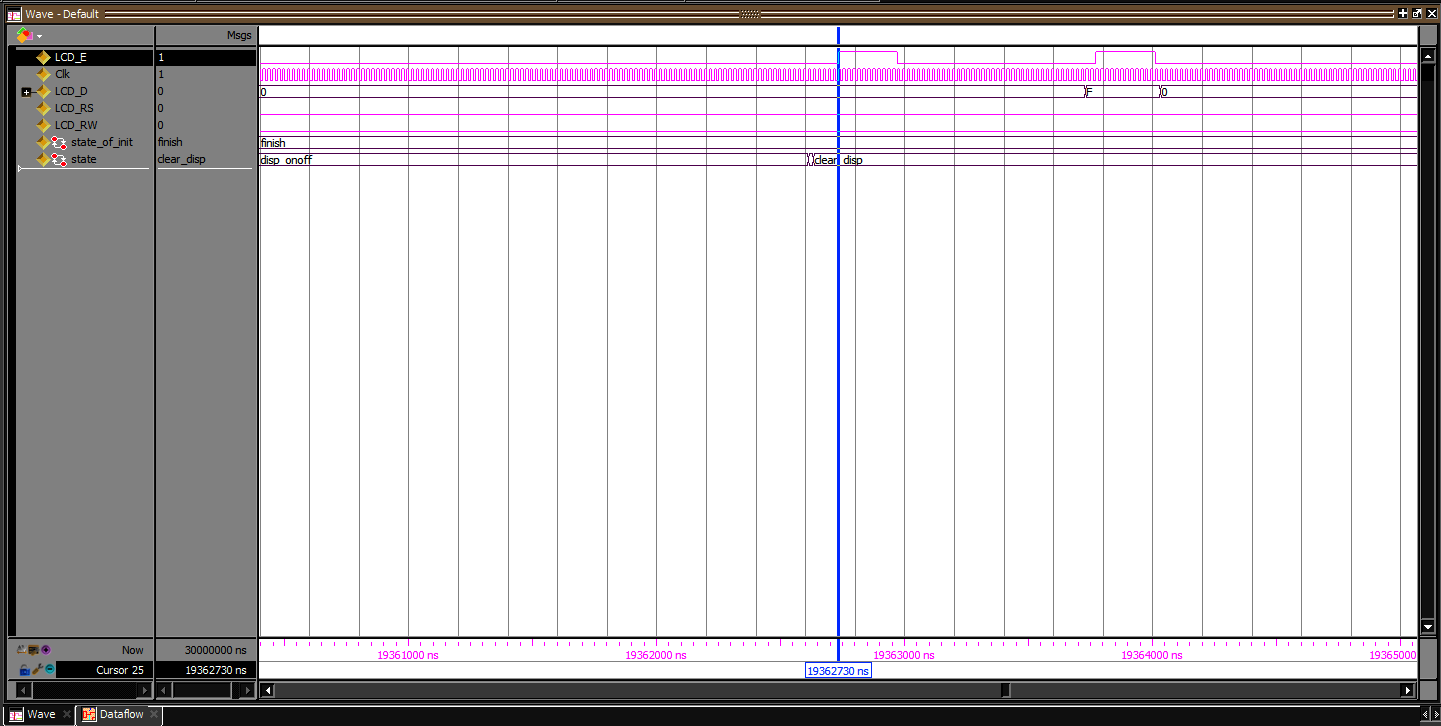 Wave - Default
Msgs
LCD_E 1
Clk 1
LCD_D 0 0 F 0
LCD_RS 0
LCD_RW 0
state_of_init finish finish
state clear_disp disp_onoff clear_disp
Now 30000000 ns 19361000 ns 19362000 ns 19363000 ns 19364000 ns 19365000
Cursor 25 19362730 ns 19362730 ns
Wave Dataflow